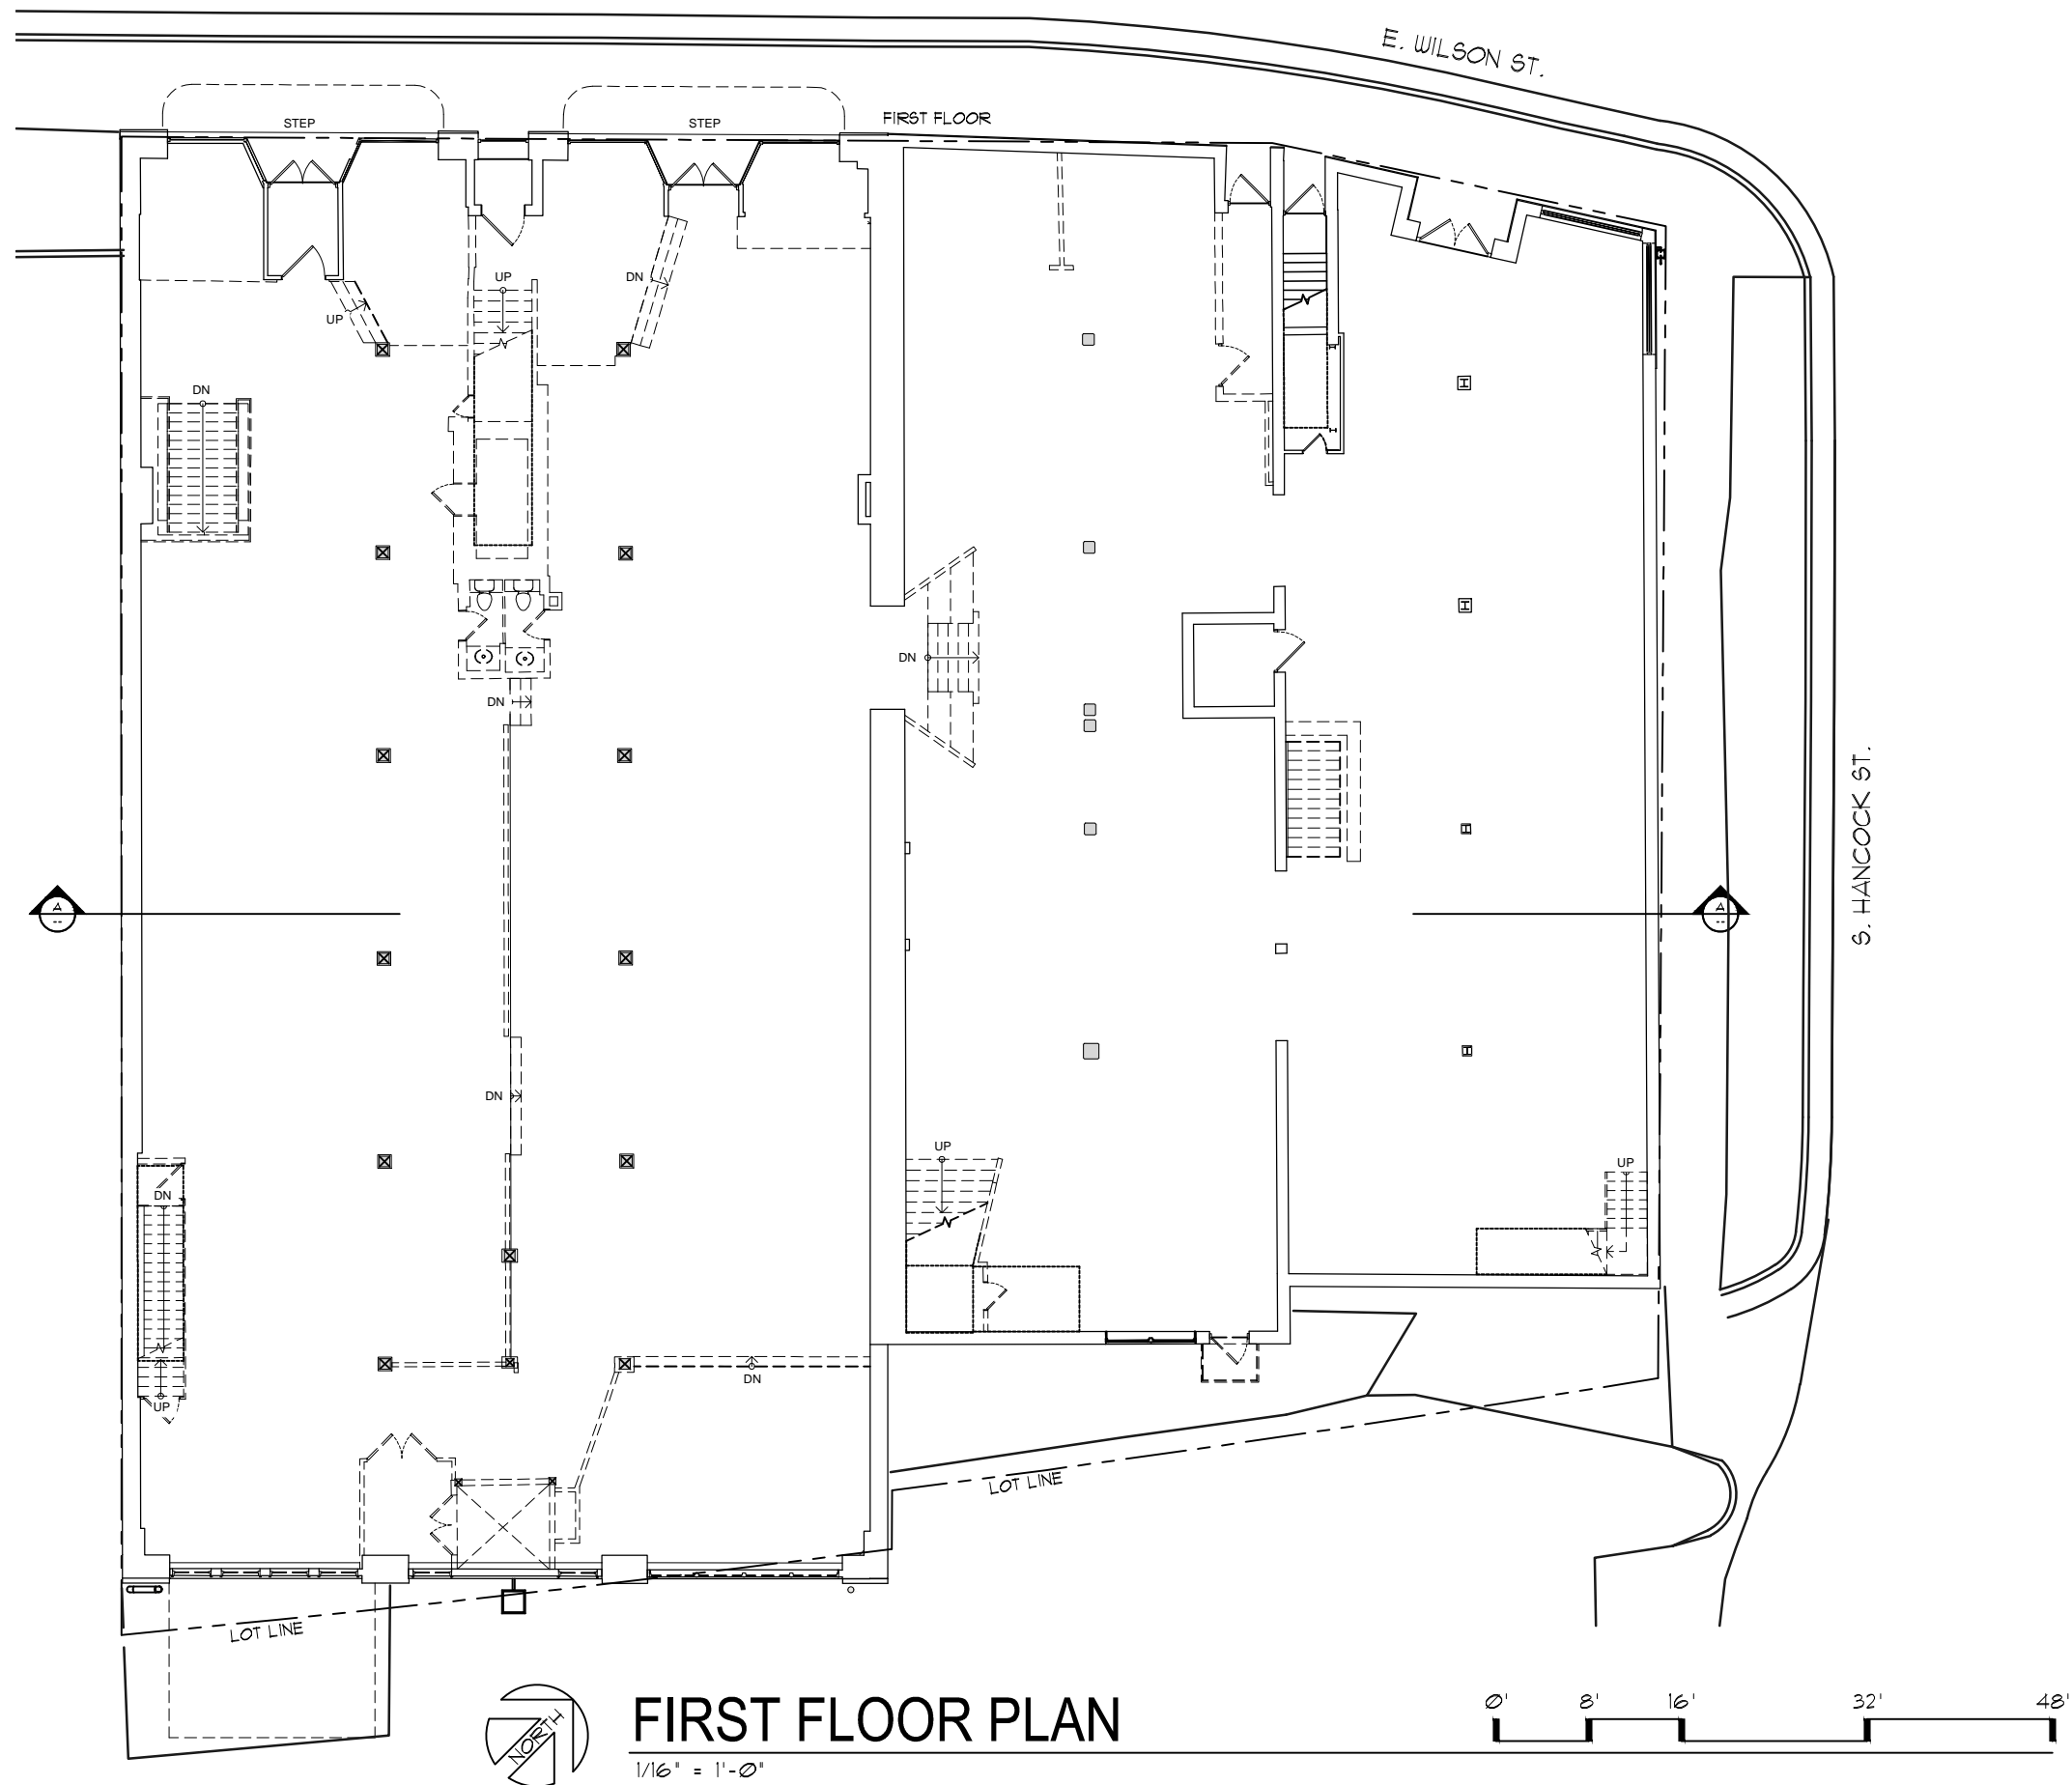 E. WILSON ST.
STEP
STEP
FIRST FLOOR
UP
DN
UP
DN
DN
DN
S. HANCOCK ST.
A
--
A
--
DN
UP
UP
DN
DN
UP
LOT LINE
LOT LINE
NORTH
FIRST FLOOR PLAN
1/16" = 1'-0"
0' 8' 16' 32' 48'